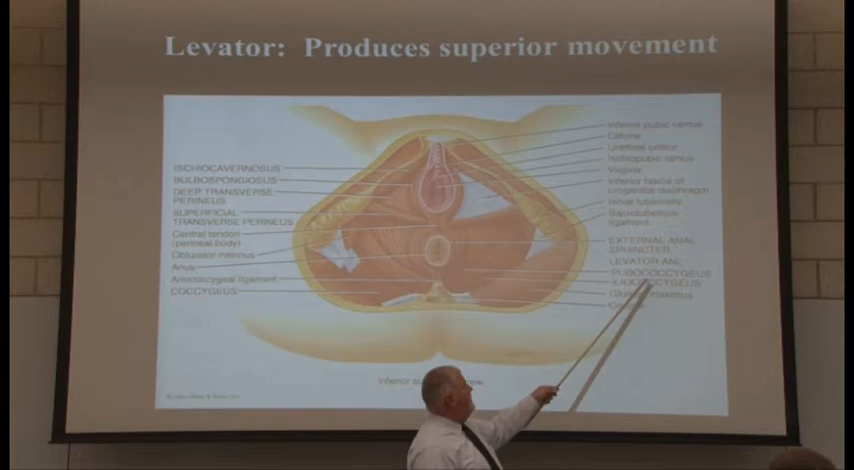 Levator: Produces superior movement
ISCHIOCAVERNOSUS
BULBOSPONGIOSUS
DEEP TRANSVERSE
PERINEUS
SUPERFICIAL
TRANSVERSE PERINEUS
Central tendon
(perineal body)
Obturator internus
Anus
Anococcygeal ligament
COCCYGEUS
Inferior pubic ramus
Clitoris
Urethral orifice
Ischiopubic ramus
Vagina
Inferior fascia of
urogenital diaphragm
Ischial tuberosity
Sacrotuberous
ligament
EXTERNAL ANAL
SPHINCTER
LEVATOR ANI:
PUBOCOCCYGEUS
ILIOCOCCYGEUS
maximus
Inferior